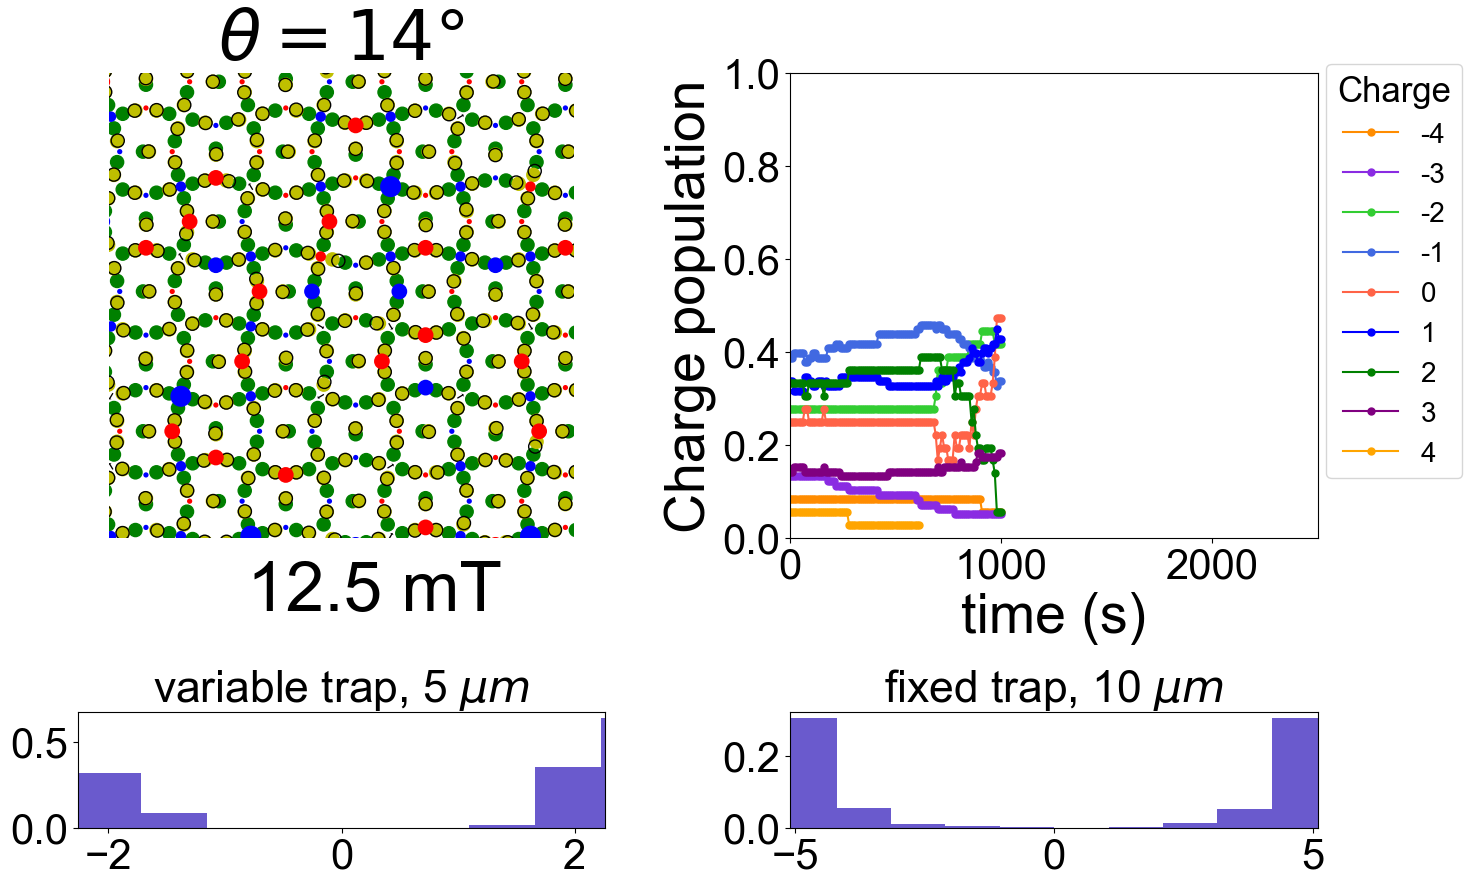 θ = 14°
12.5 mT
1.0
0.8
0.6
0.4
0.2
0.0
Charge population
0 1000 2000
time (s)
Charge
-4
-3
-2
-1
0
1
2
3
4
variable trap, 5 μm
0.5
0.0
−2 0 2
fixed trap, 10 μm
0.2
0.0
−5 0 5